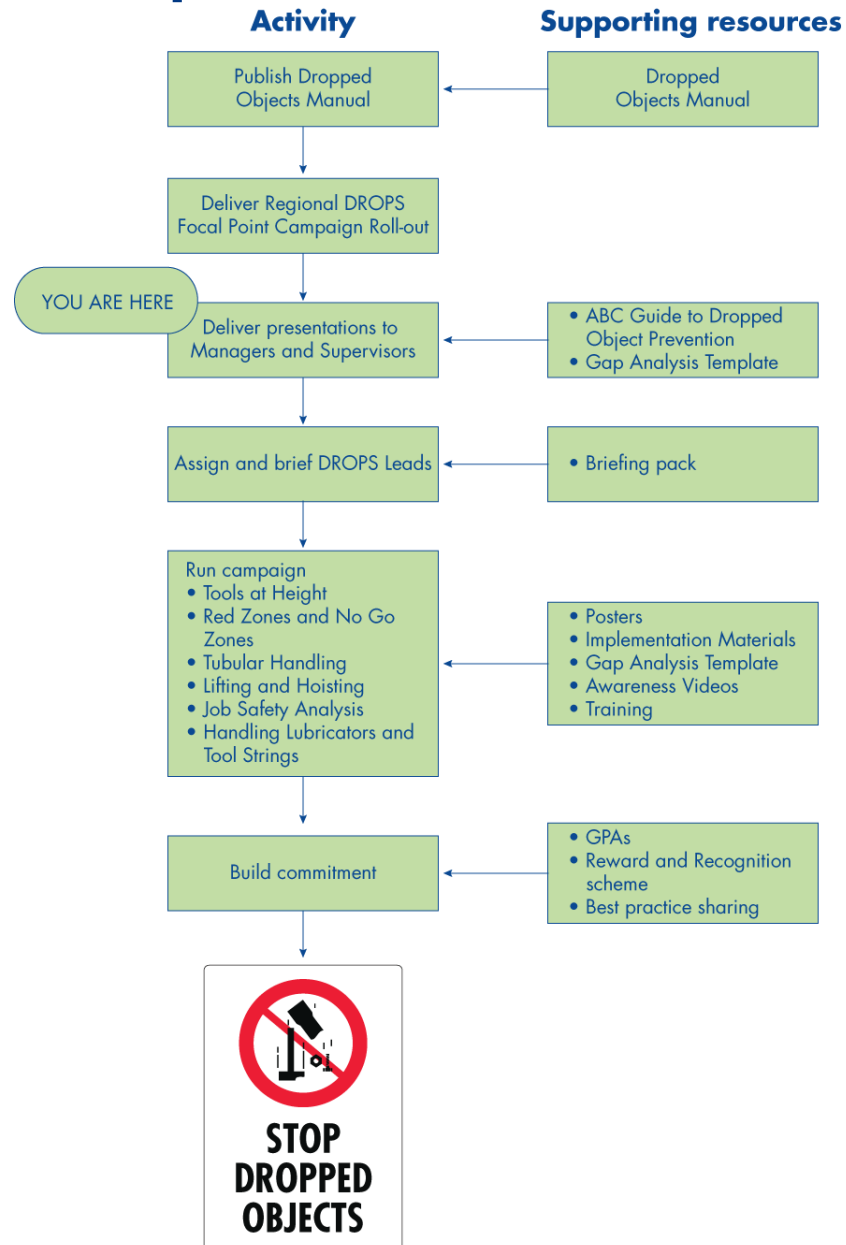 Activity
Supporting resources
Publish Dropped
Objects Manual
Dropped
Objects Manual
Deliver Regional DROPS
Focal Point Campaign Roll-out
YOU ARE HERE
Deliver presentations to
Managers and Supervisors
• ABC Guide to Dropped
Object Prevention
• Gap Analysis Template
Assign and brief DROPS Leads
• Briefing pack
Run campaign
• Tools at Height
• Red Zones and No Go
Zones
• Tubular Handling
• Lifting and Hoisting
• Job Safety Analysis
• Handling Lubricators and
Tool Strings
• Posters
• Implementation Materials
• Gap Analysis Template
• Awareness Videos
• Training
Build commitment
• GPAs
• Reward and Recognition
scheme
• Best practice sharing
STOP
DROPPED
OBJECTS